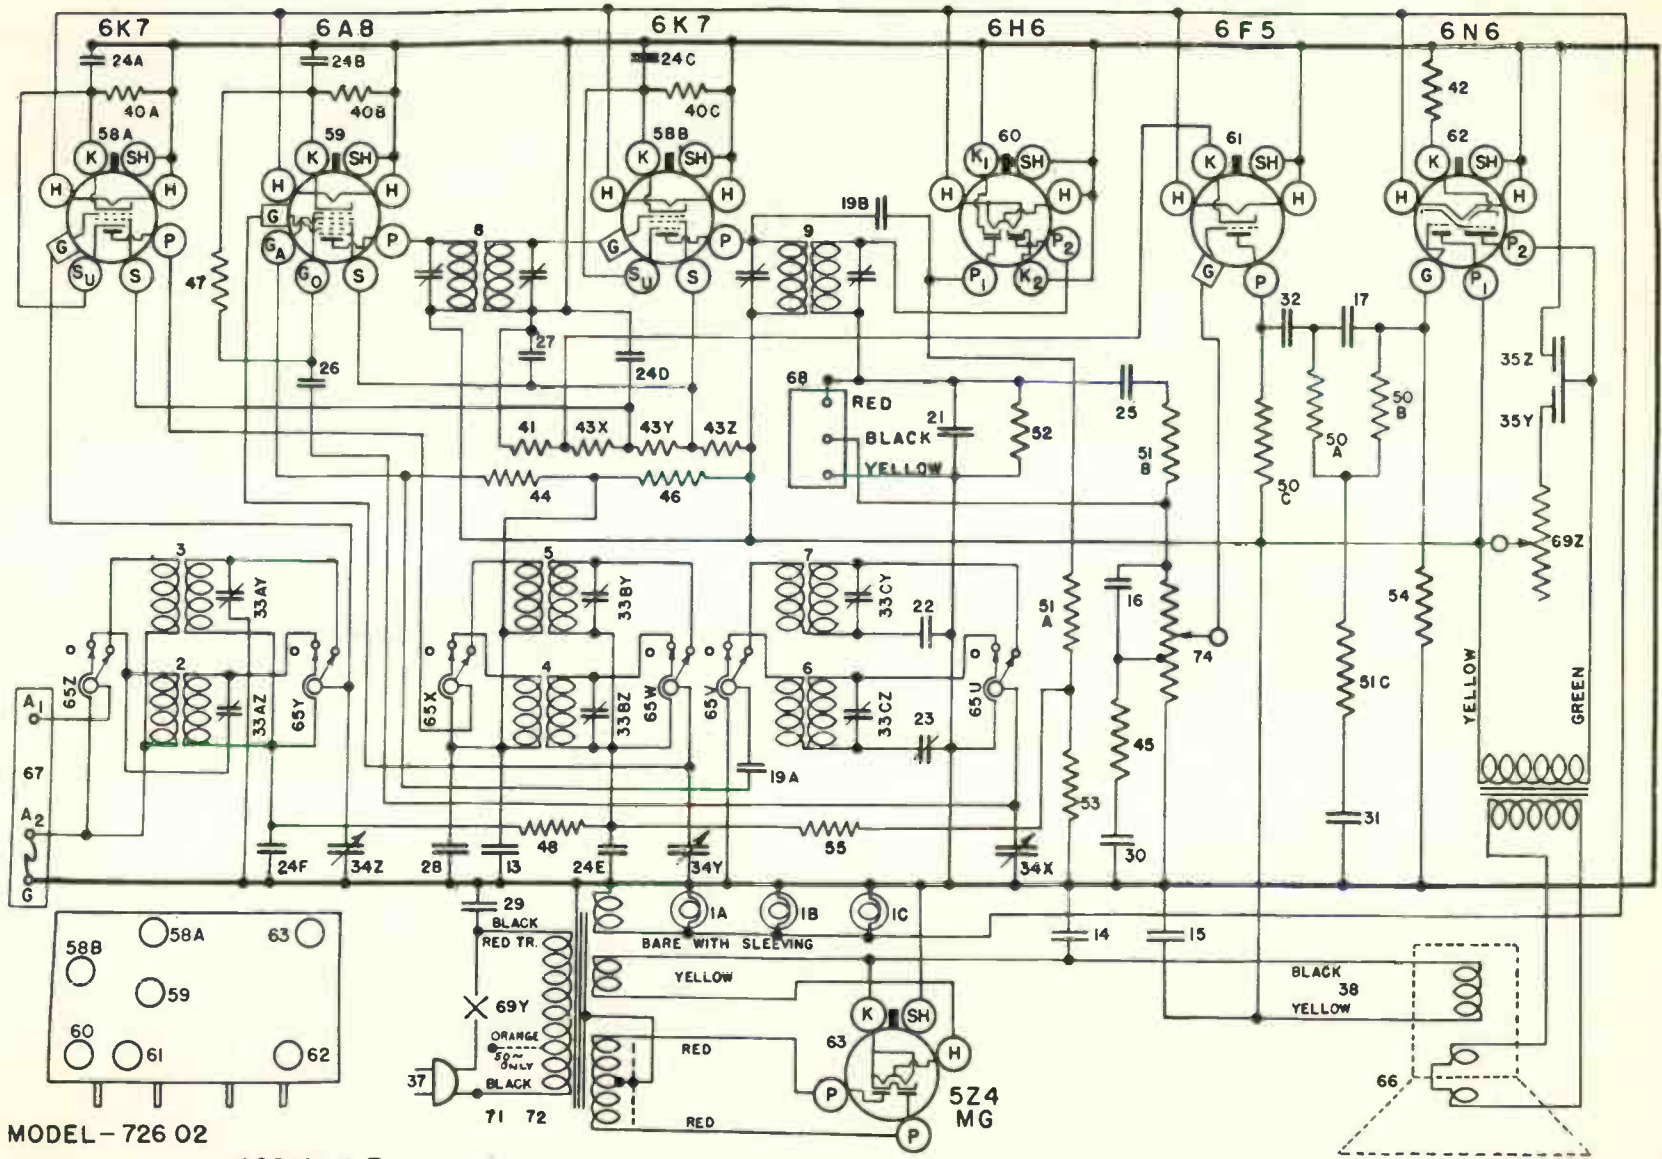 6K7 6A8 6K7 6H6 6F5 6N6
24A 24B 24C 42
40A 40B 40C
58A 59 58B 60 61 62
K SH K SH K SH K1 SH K SH K SH
H H H H H H H H H H H
G P G GA P G P 19B P2 G P2
SU S GO S SU S P1 K2 P G P1
8 9
47
26 27 24D 32 17
35Z
35Y
68 RED
BLACK
YELLOW
21 52 25
50A 50B
50C
51B
41 43X 43Y 43Z
44 46
69Z
3 5 7
33AY 33BY 33CY
22 16 51A 54
O O O O O O
2 4 6
65Z 65Y 65X 65W 65V 65U
33AZ 33BZ 33CZ
23 74 51C
YELLOW GREEN
A1
67
A2
G
19A 45 53
48 55 30 31
24F 34Z 28 13 24E 34Y 34X
29 1A 1B 1C
BLACK
RED TR. BARE WITH SLEEVING
14 15
58B 58A 63
59
60 61 62
YELLOW
BLACK
38
YELLOW
69Y
ORANGE
50~
ONLY
BLACK
37
71 72
RED
RED
K SH
63
H
P
P
5Z4
MG
66
MODEL-726 02